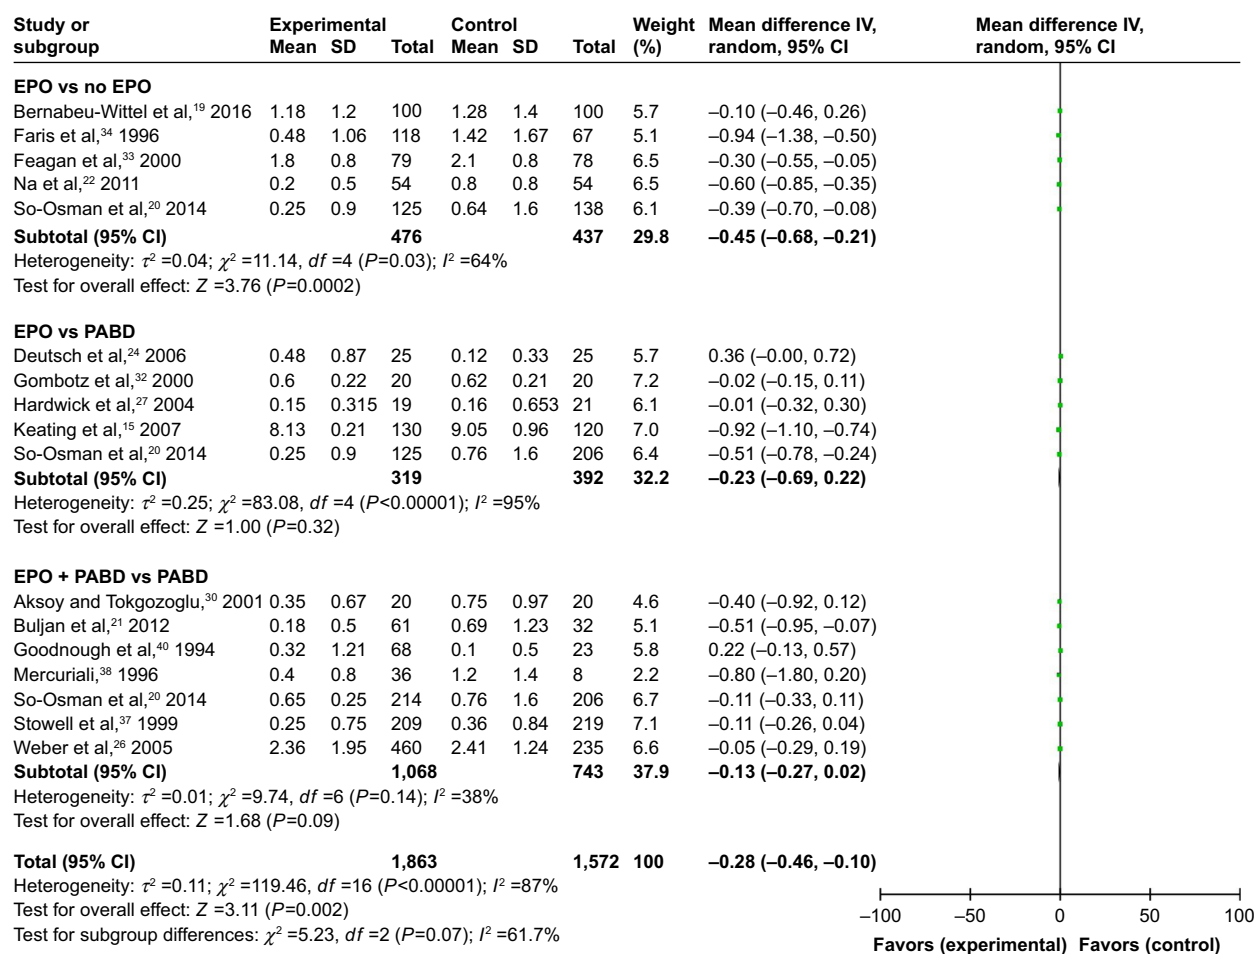 Study or subgroup Experimental Control Weight (%) Mean difference IV, random, 95% CI Mean difference IV, random, 95% CI
Mean SD Total Mean SD Total
EPO vs no EPO
Bernabeu-Wittel et al,19 2016 1.18 1.2 100 1.28 1.4 100 5.7 –0.10 (–0.46, 0.26)
Faris et al,34 1996 0.48 1.06 118 1.42 1.67 67 5.1 –0.94 (–1.38, –0.50)
Feagan et al,33 2000 1.8 0.8 79 2.1 0.8 78 6.5 –0.30 (–0.55, –0.05)
Na et al,22 2011 0.2 0.5 54 0.8 0.8 54 6.5 –0.60 (–0.85, –0.35)
So-Osman et al,20 2014 0.25 0.9 125 0.64 1.6 138 6.1 –0.39 (–0.70, –0.08)
Subtotal (95% CI) 476 437 29.8 –0.45 (–0.68, –0.21)
Heterogeneity: τ² =0.04; χ² =11.14, df =4 (P=0.03); I² =64%
Test for overall effect: Z =3.76 (P=0.0002)
EPO vs PABD
Deutsch et al,24 2006 0.48 0.87 25 0.12 0.33 25 5.7 0.36 (–0.00, 0.72)
Gombotz et al,32 2000 0.6 0.22 20 0.62 0.21 20 7.2 –0.02 (–0.15, 0.11)
Hardwick et al,27 2004 0.15 0.315 19 0.16 0.653 21 6.1 –0.01 (–0.32, 0.30)
Keating et al,15 2007 8.13 0.21 130 9.05 0.96 120 7.0 –0.92 (–1.10, –0.74)
So-Osman et al,20 2014 0.25 0.9 125 0.76 1.6 206 6.4 –0.51 (–0.78, –0.24)
Subtotal (95% CI) 319 392 32.2 –0.23 (–0.69, 0.22)
Heterogeneity: τ² =0.25; χ² =83.08, df =4 (P<0.00001); I² =95%
Test for overall effect: Z =1.00 (P=0.32)
EPO + PABD vs PABD
Aksoy and Tokgozoglu,30 2001 0.35 0.67 20 0.75 0.97 20 4.6 –0.40 (–0.92, 0.12)
Buljan et al,21 2012 0.18 0.5 61 0.69 1.23 32 5.1 –0.51 (–0.95, –0.07)
Goodnough et al,40 1994 0.32 1.21 68 0.1 0.5 23 5.8 0.22 (–0.13, 0.57)
Mercuriali,38 1996 0.4 0.8 36 1.2 1.4 8 2.2 –0.80 (–1.80, 0.20)
So-Osman et al,20 2014 0.65 0.25 214 0.76 1.6 206 6.7 –0.11 (–0.33, 0.11)
Stowell et al,37 1999 0.25 0.75 209 0.36 0.84 219 7.1 –0.11 (–0.26, 0.04)
Weber et al,26 2005 2.36 1.95 460 2.41 1.24 235 6.6 –0.05 (–0.29, 0.19)
Subtotal (95% CI) 1,068 743 37.9 –0.13 (–0.27, 0.02)
Heterogeneity: τ² =0.01; χ² =9.74, df =6 (P=0.14); I² =38%
Test for overall effect: Z =1.68 (P=0.09)
Total (95% CI) 1,863 1,572 100 –0.28 (–0.46, –0.10)
Heterogeneity: τ² =0.11; χ² =119.46, df =16 (P<0.00001); I² =87%
Test for overall effect: Z =3.11 (P=0.002)
Test for subgroup differences: χ² =5.23, df =2 (P=0.07); I² =61.7%
–100 –50 0 50 100
Favors (experimental) Favors (control)